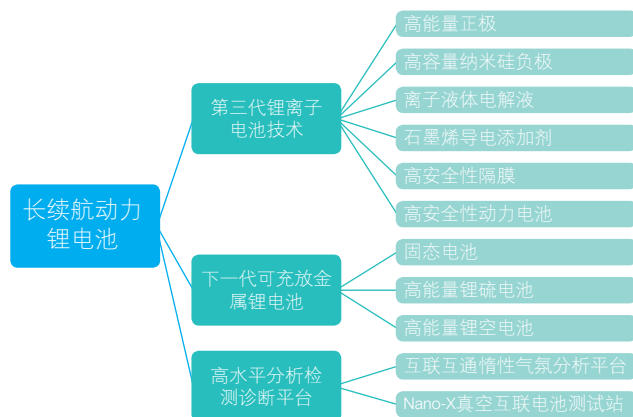 长续航动力
锂电池
第三代锂离子
电池技术
高能量正极
高容量纳米硅负极
离子液体电解液
石墨烯导电添加剂
高安全性隔膜
高安全性动力电池
下一代可充放金
属锂电池
固态电池
高能量锂硫电池
高能量锂空电池
高水平分析检
测诊断平台
互联互通惰性气氛分析平台
Nano-X真空互联电池测试站